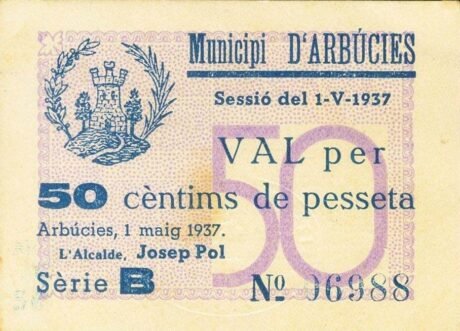 Municipi D'ARBÚCIES
Sessió del 1-V-1937
50
VAL per
50 cèntims de pesseta
Arbúcies, 1 maig 1937.
L'Alcalde, Josep Pol
Sèrie B Nº 06988